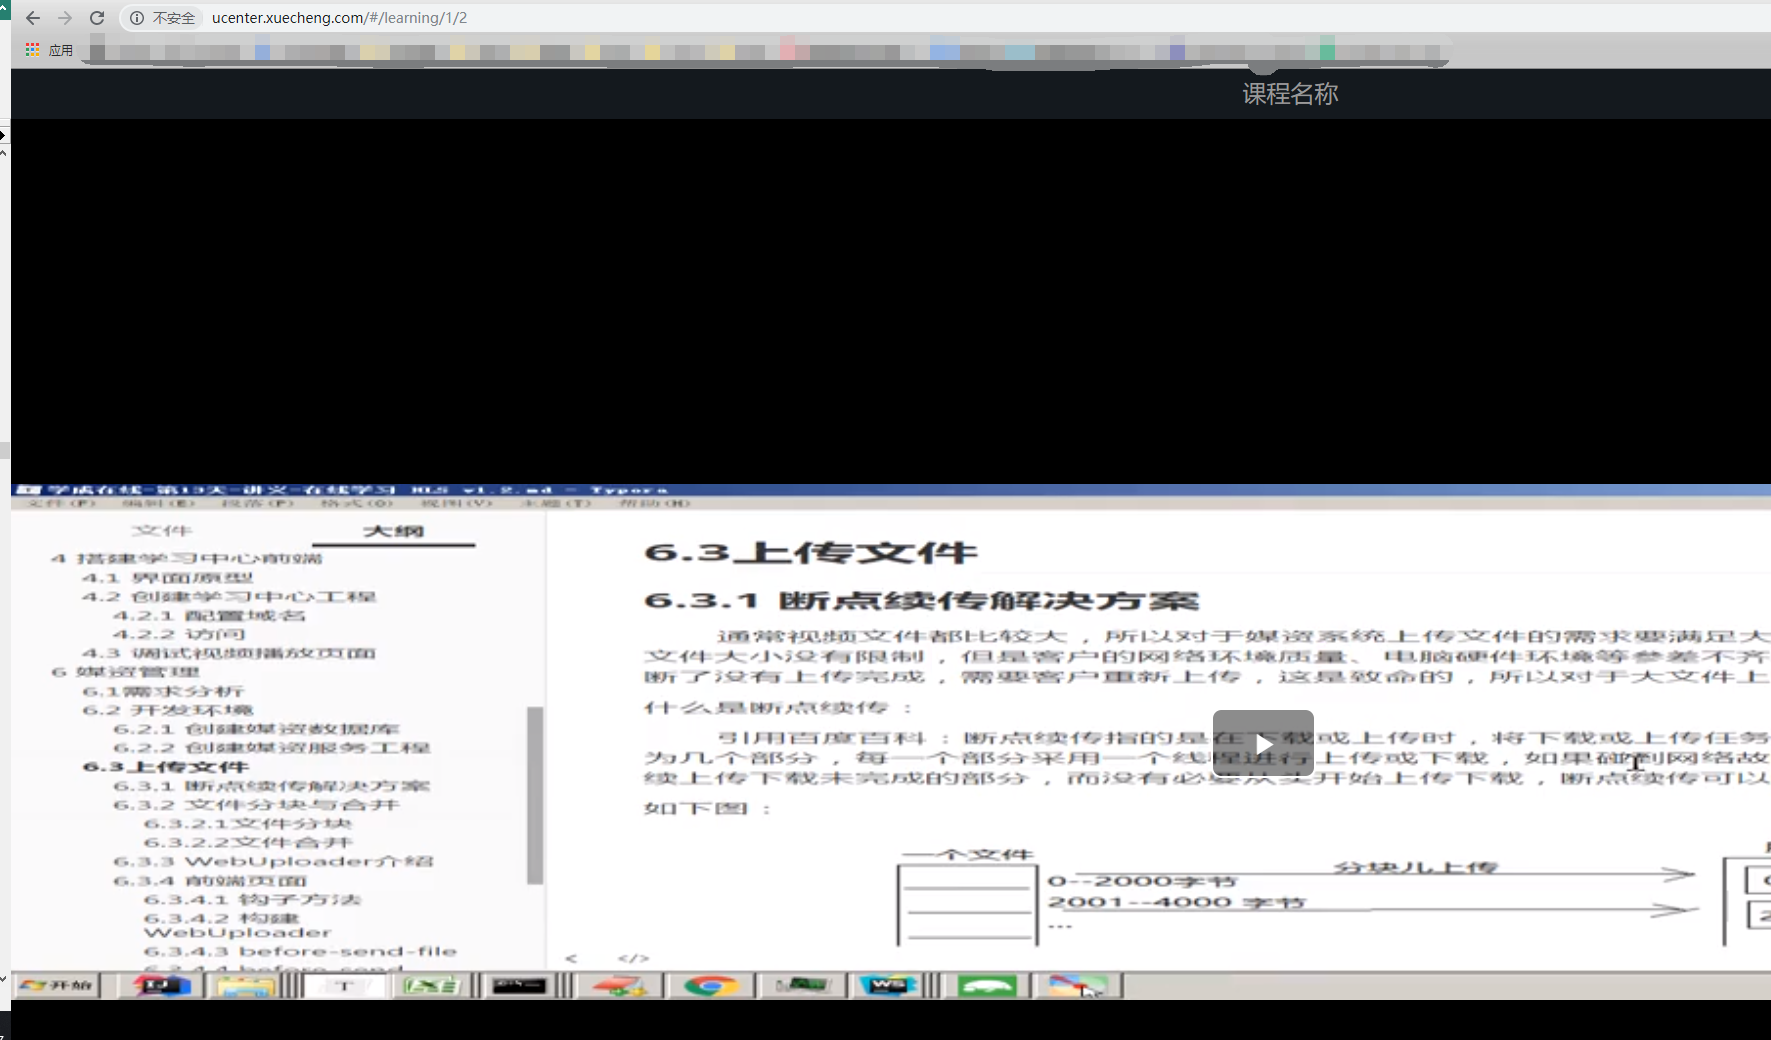 不安全 ucenter.xuecheng.com/#/learning/1/2
应用
课程名称
学成在线-第13天-讲义-在线学习 HLS v1.2.md - Typora
文件(F) 编辑(E) 段落(P) 格式(O) 视图(V) 主题(T) 帮助(H)
文件 大纲
4 搭建学习中心前端
4.1 界面原型
4.2 创建学习中心工程
4.2.1 配置域名
4.2.2 访问
4.3 调试视频播放页面
6 媒资管理
6.1需求分析
6.2 开发环境
6.2.1 创建媒资数据库
6.2.2 创建媒资服务工程
6.3上传文件
6.3.1 断点续传解决方案
6.3.2 文件分块与合并
6.3.2.1文件分块
6.3.2.2文件合并
6.3.3 WebUploader介绍
6.3.4 前端页面
6.3.4.1 钩子方法
6.3.4.2 构建
WebUploader
6.3.4.3 before-send-file
6.3上传文件
6.3.1 断点续传解决方案
通常视频文件都比较大，所以对于媒资系统上传文件的需求要满足大
文件大小没有限制，但是客户的网络环境质量、电脑硬件环境等参差不齐
断了没有上传完成，需要客户重新上传，这是致命的，所以对于大文件上
什么是断点续传：
引用百度百科：断点续传指的是在下载或上传时，将下载或上传任务
为几个部分，每一个部分采用一个线程进行上传或下载，如果碰到网络故
续上传下载未完成的部分，而没有必要从头开始上传下载，断点续传可以
如下图：
一个文件
分块儿上传
0--2000字节
2001--4000 字节
...
< </>
开始
T
WS